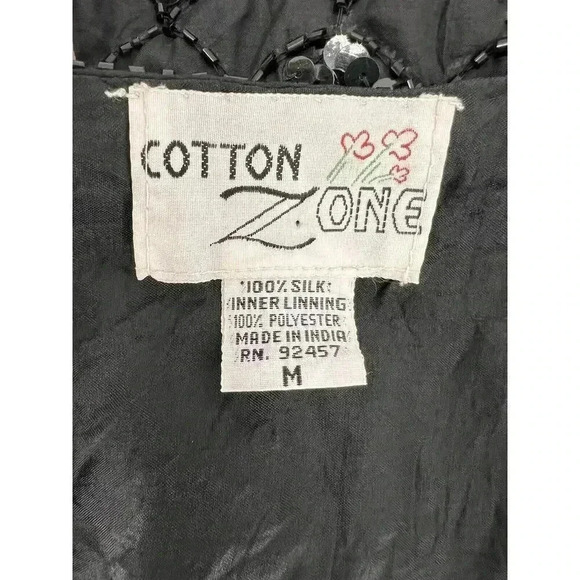 COTTON
ZONE
100% SILK
INNER LINNING
100% POLYESTER
MADE IN INDIA
RN. 92457
M